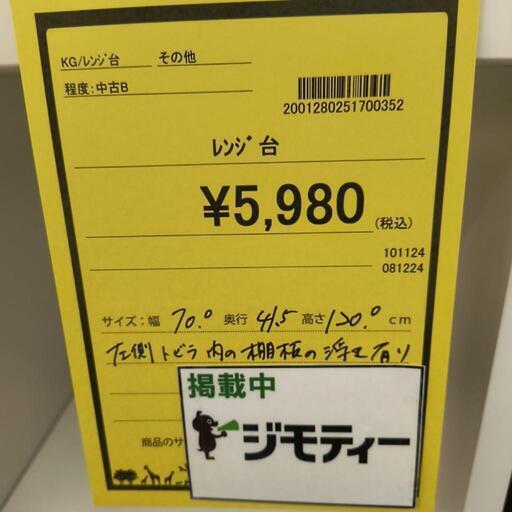 KG/ﾚﾝｼﾞ台 その他
程度:中古B
2001280251700352
ﾚﾝｼﾞ台
¥5,980(税込)
101124
081224
サイズ:幅 70.0 奥行 41.5 高さ 120.0 cm
左側トビラ内の棚板の浮き有り
掲載中
ジモティー
商品のサ